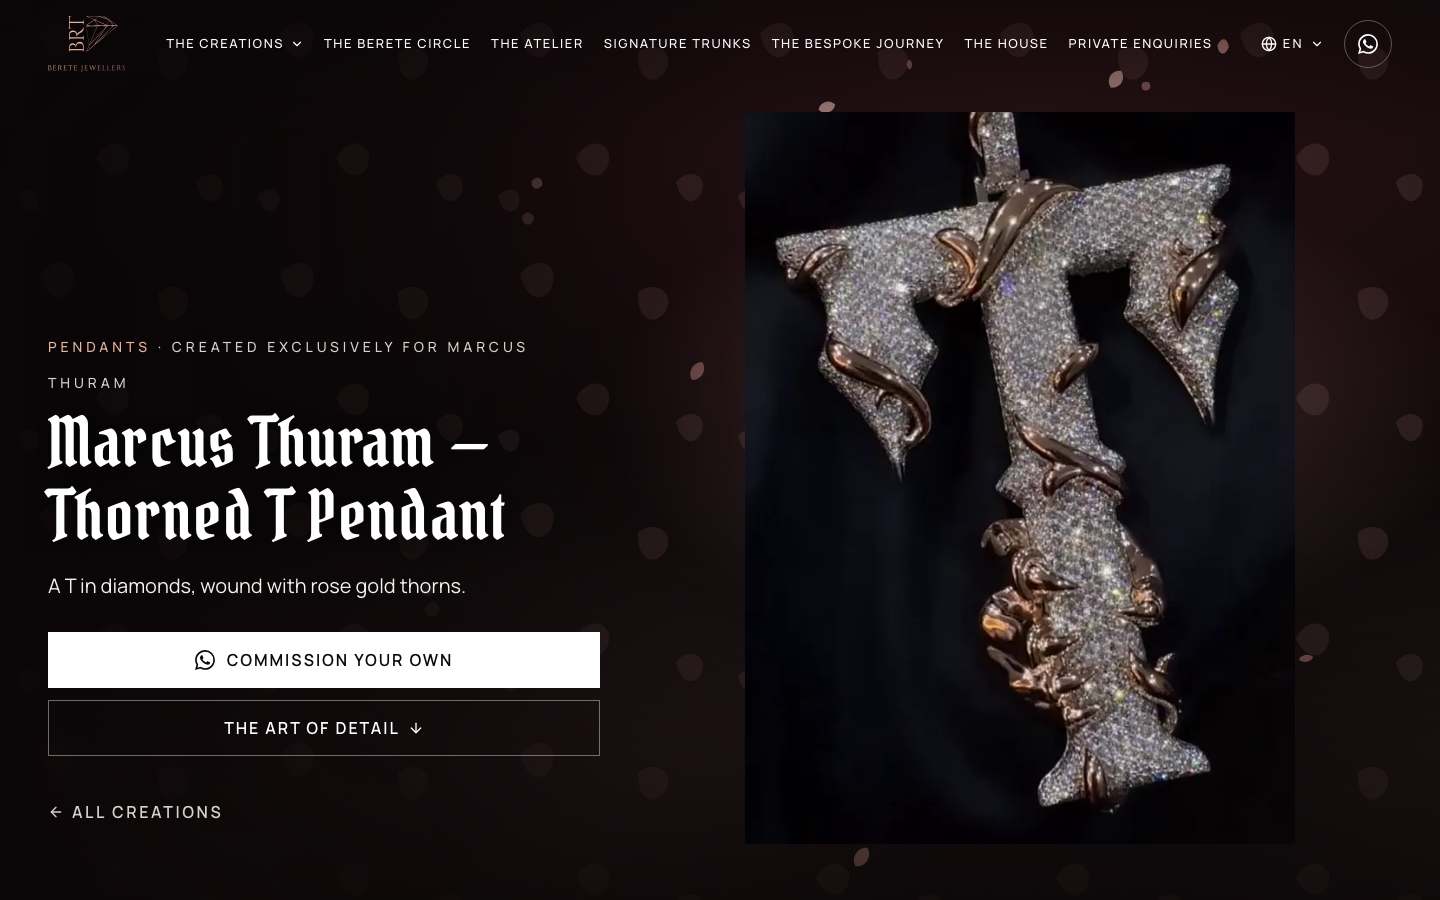 BRT
BERETE JEWELLERS
THE CREATIONS
THE BERETE CIRCLE
THE ATELIER
SIGNATURE TRUNKS
THE BESPOKE JOURNEY
THE HOUSE
PRIVATE ENQUIRIES
EN
PENDANTS · CREATED EXCLUSIVELY FOR MARCUS
THURAM
Marcus Thuram —
Thorned T Pendant
A T in diamonds, wound with rose gold thorns.
COMMISSION YOUR OWN
THE ART OF DETAIL ↓
← ALL CREATIONS